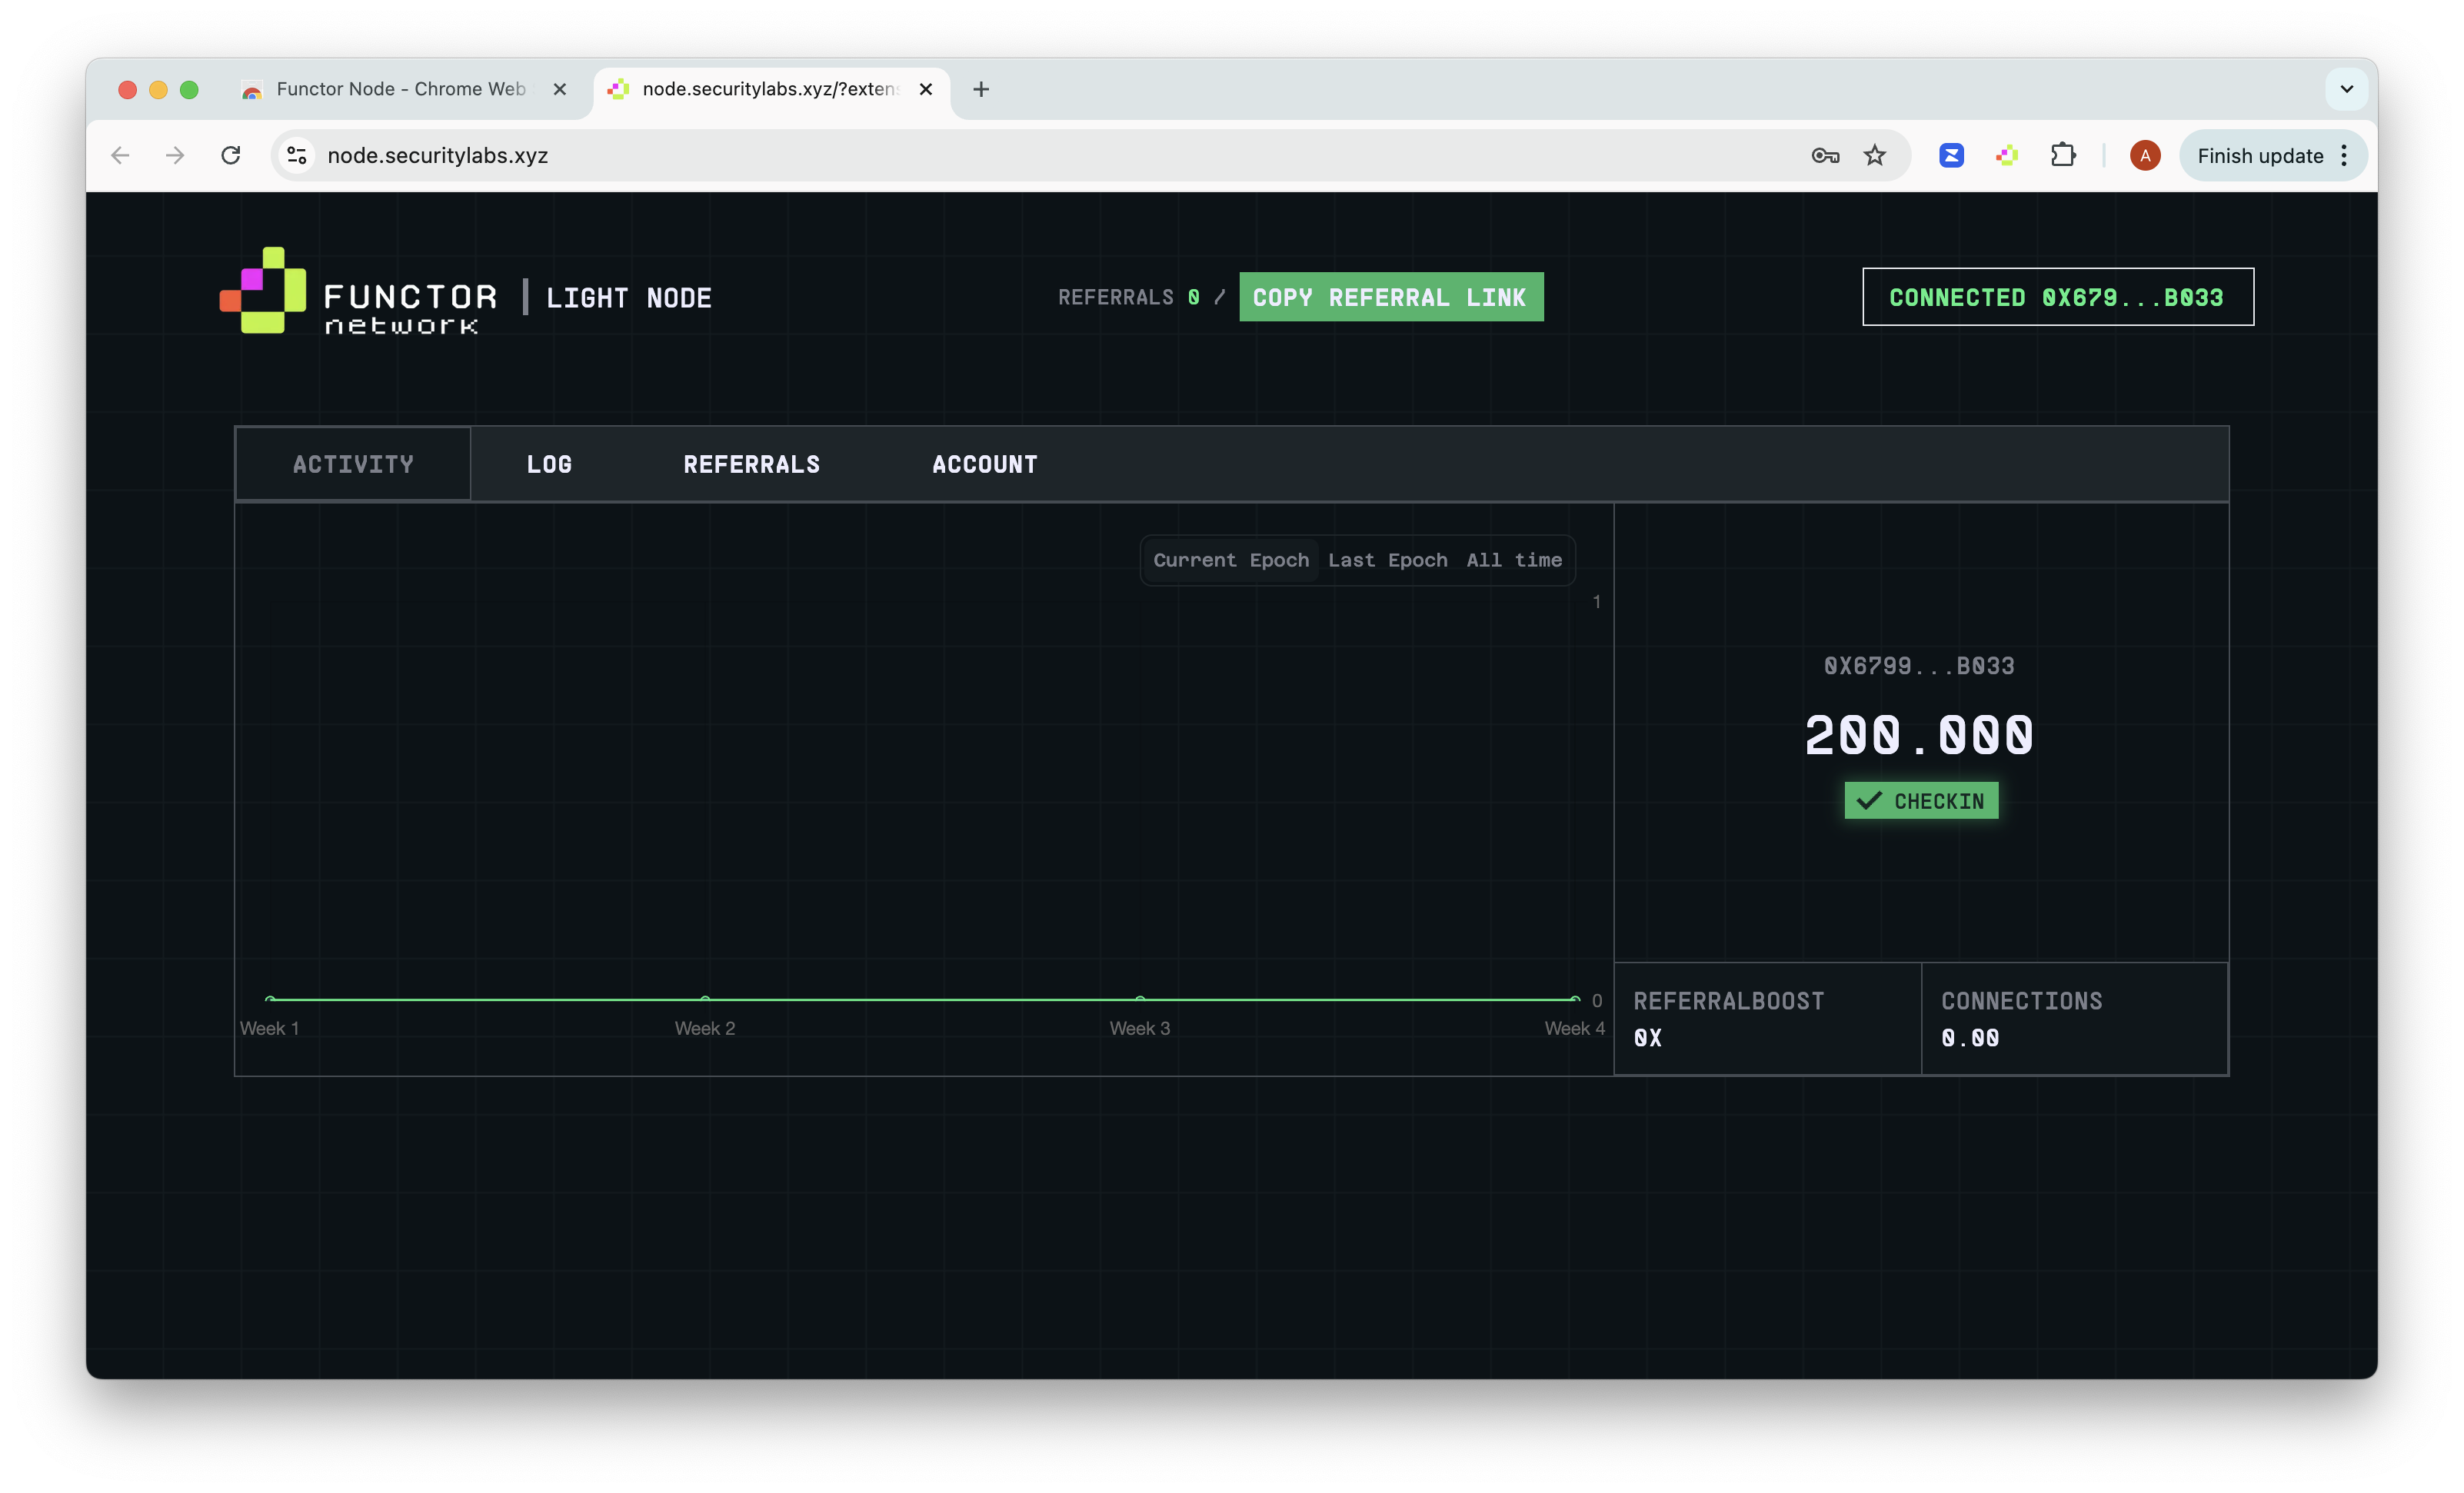 Functor Node - Chrome Web
node.securitylabs.xyz/?exten
node.securitylabs.xyz
A
Finish update
FUNCTOR
network
LIGHT NODE
REFERRALS 0 / COPY REFERRAL LINK
CONNECTED 0X679...B033
ACTIVITY LOG REFERRALS ACCOUNT
Current Epoch Last Epoch All time
1
0
Week 1 Week 2 Week 3 Week 4
0X6799...B033
200.000
CHECKIN
REFERRALBOOST
0X
CONNECTIONS
0.00